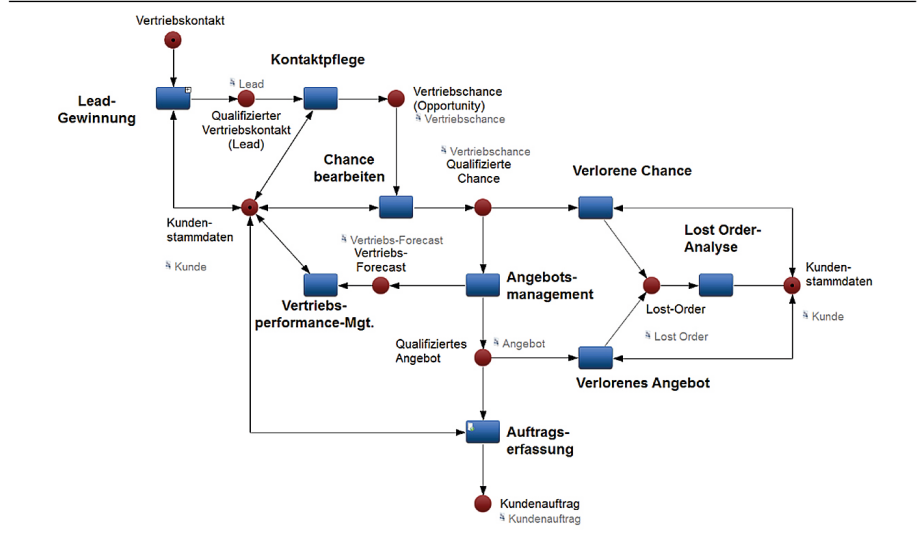 Vertriebskontakt
Kontaktpflege
Lead
Lead-
Gewinnung
Qualifizierter
Vertriebskontakt
(Lead)
Vertriebschance
(Opportunity)
Vertriebschance
Chance
bearbeiten
Vertriebschance
Qualifizierte
Chance
Verlorene Chance
Kunden-
stammdaten
Kunde
Vertriebs-Forecast
Vertriebs-
Forecast
Vertriebs-
performance-Mgt.
Angebots-
management
Lost Order-
Analyse
Kunden-
stammdaten
Kunde
Lost-Order
Lost Order
Qualifiziertes
Angebot
Angebot
Verlorenes Angebot
Auftrags-
erfassung
Kundenauftrag
Kundenauftrag